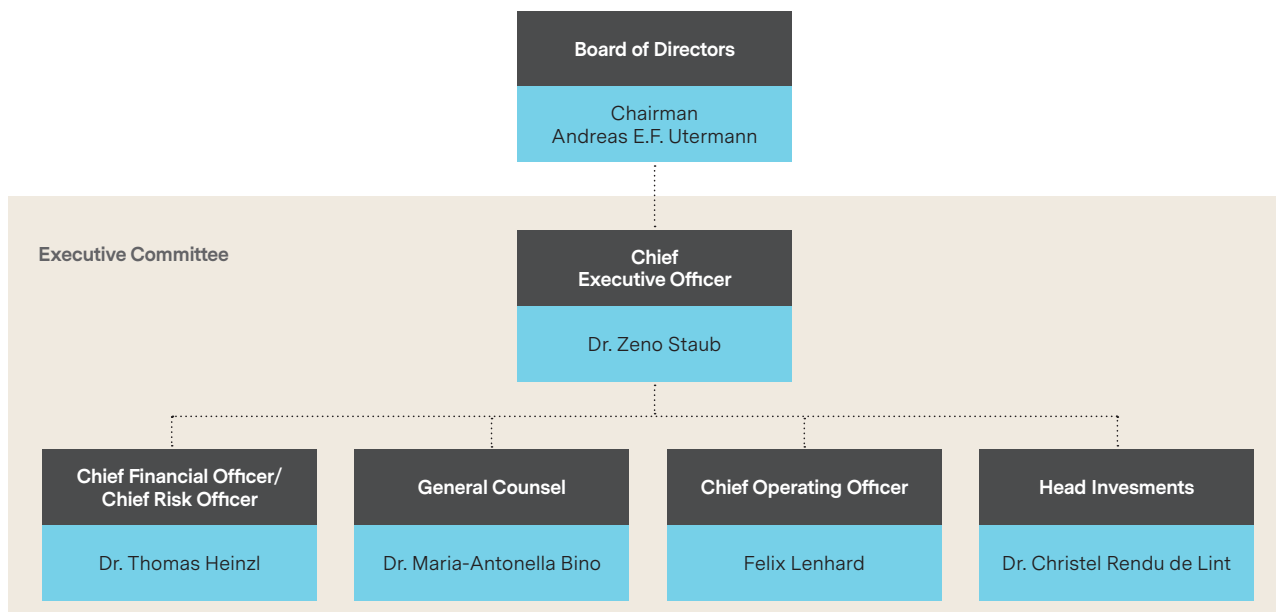 Board of Directors
Chairman
Andreas E.F. Utermann
Executive Committee
Chief
Executive Officer
Dr. Zeno Staub
Chief Financial Officer/
Chief Risk Officer
Dr. Thomas Heinzl
General Counsel
Dr. Maria-Antonella Bino
Chief Operating Officer
Felix Lenhard
Head Invesments
Dr. Christel Rendu de Lint